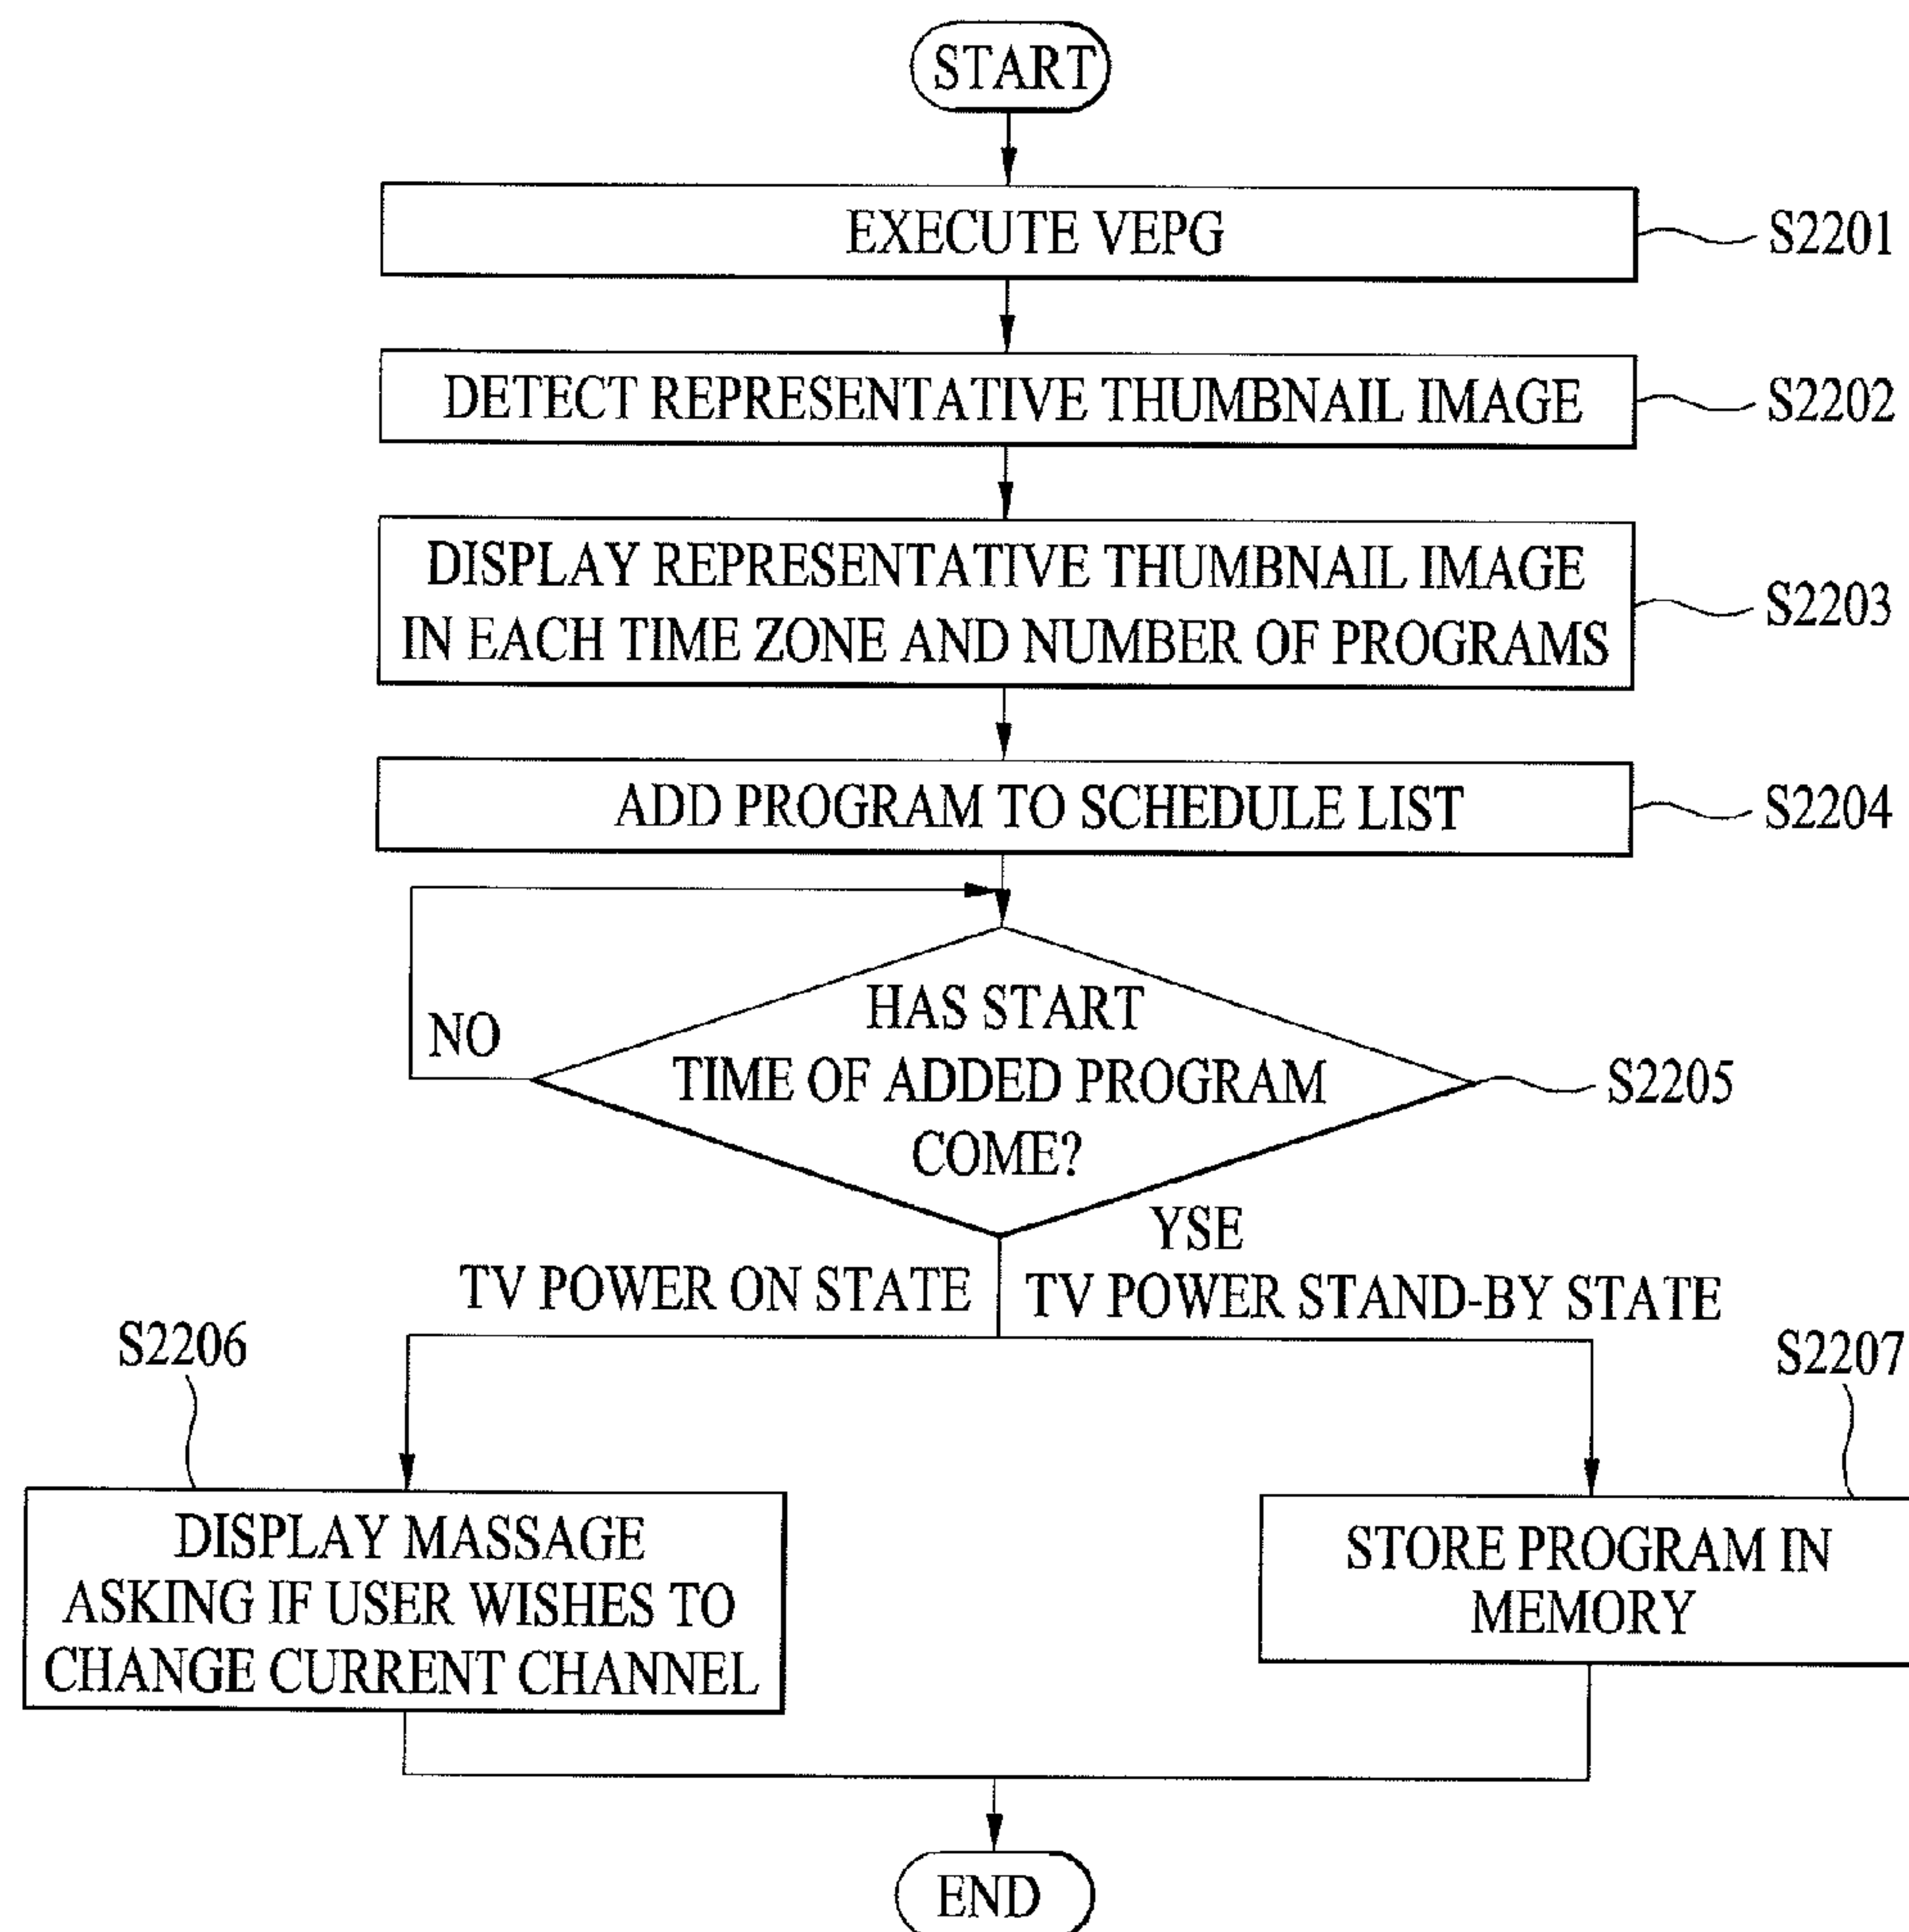 START
EXECUTE VEPG
S2201
DETECT REPRESENTATIVE THUMBNAIL IMAGE
S2202
DISPLAY REPRESENTATIVE THUMBNAIL IMAGE
IN EACH TIME ZONE AND NUMBER OF PROGRAMS
S2203
ADD PROGRAM TO SCHEDULE LIST
S2204
HAS START
TIME OF ADDED PROGRAM
COME?
NO
S2205
YSE
TV POWER ON STATE
TV POWER STAND-BY STATE
S2206
DISPLAY MASSAGE
ASKING IF USER WISHES TO
CHANGE CURRENT CHANNEL
S2207
STORE PROGRAM IN
MEMORY
END